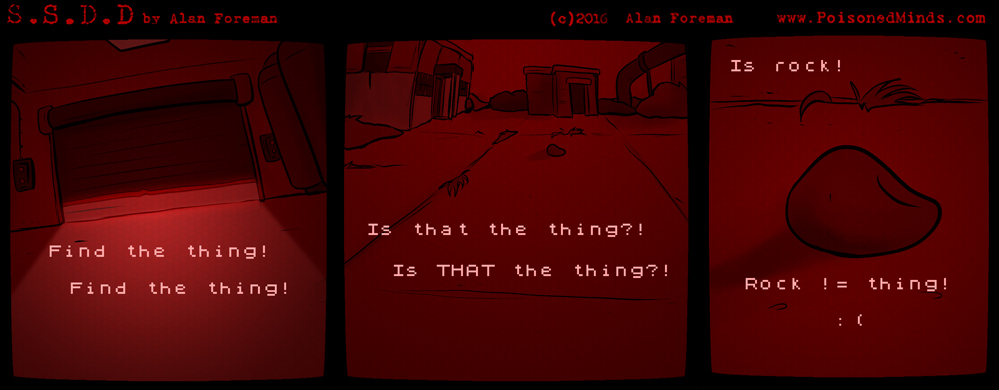 S.S.D.D by Alan Foreman
(c)2016 Alan Foreman
www.PoisonedMinds.com
Find the thing!
Find the thing!
Is that the thing?!
Is THAT the thing?!
Is rock!
Rock != thing!
:(